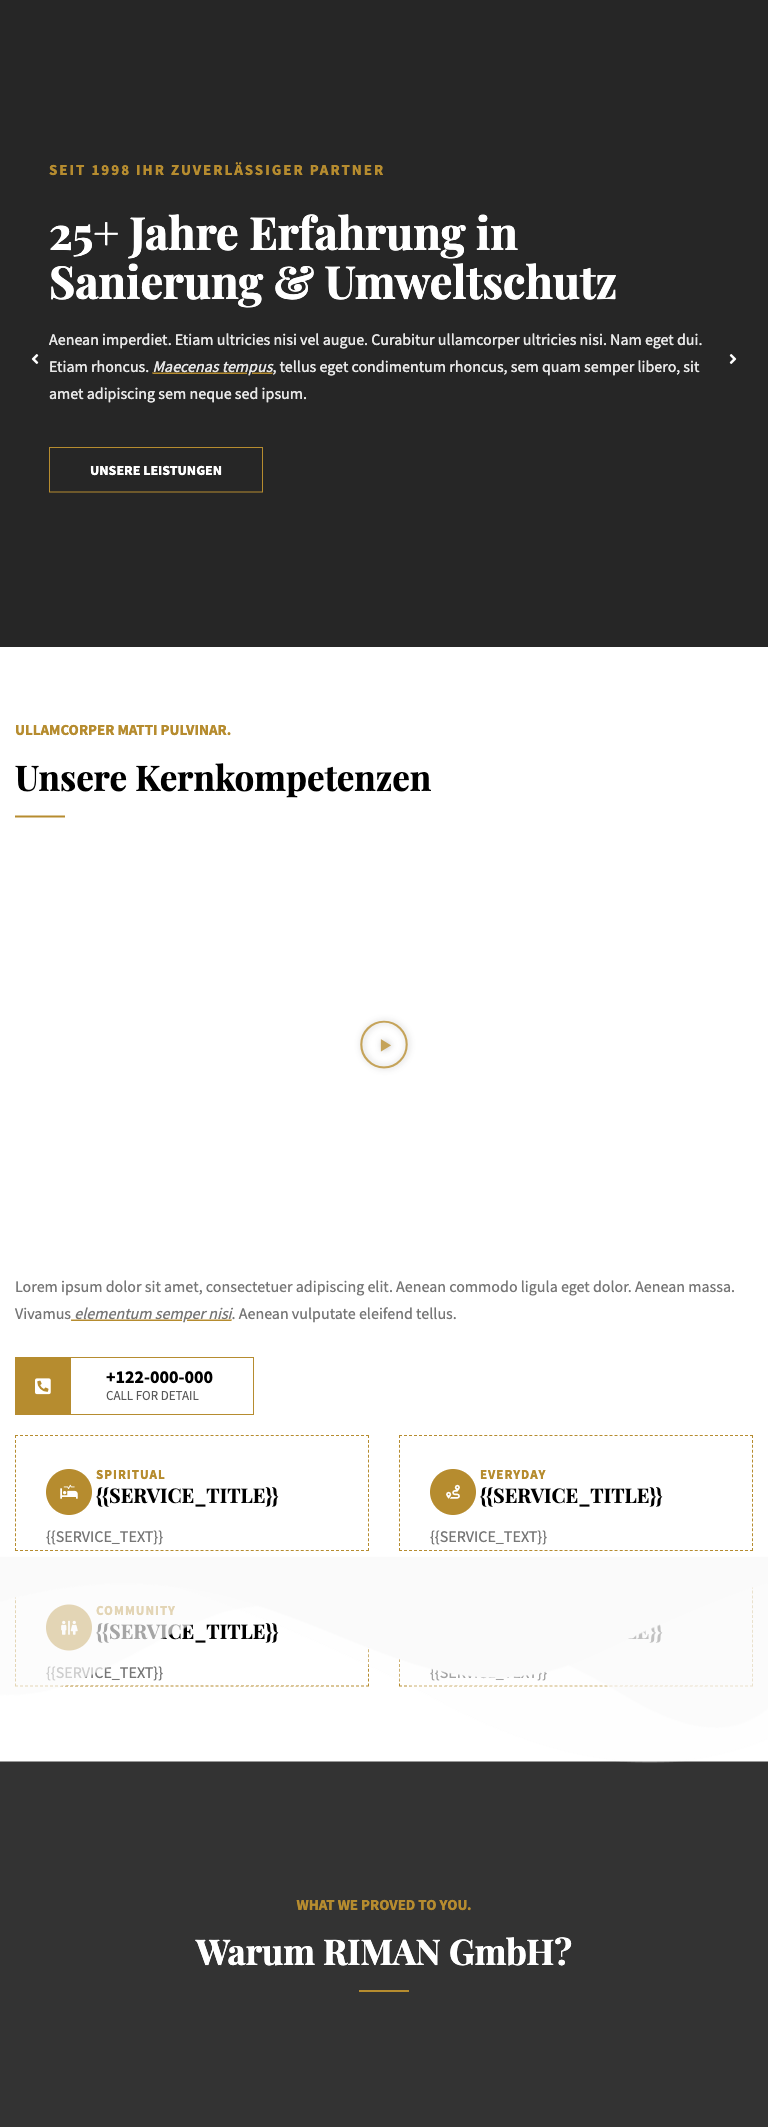 SEIT 1998 IHR ZUVERLÄSSIGER PARTNER
25+ Jahre Erfahrung in
Sanierung & Umweltschutz
Aenean imperdiet. Etiam ultricies nisi vel augue. Curabitur ullamcorper ultricies nisi. Nam eget dui.
Etiam rhoncus. Maecenas tempus, tellus eget condimentum rhoncus, sem quam semper libero, sit
amet adipiscing sem neque sed ipsum.
UNSERE LEISTUNGEN
ULLAMCORPER MATTI PULVINAR.
Unsere Kernkompetenzen
Lorem ipsum dolor sit amet, consectetuer adipiscing elit. Aenean commodo ligula eget dolor. Aenean massa.
Vivamus elementum semper nisi. Aenean vulputate eleifend tellus.
+122-000-000
CALL FOR DETAIL
SPIRITUAL
{{SERVICE_TITLE}}
{{SERVICE_TEXT}}
EVERYDAY
{{SERVICE_TITLE}}
{{SERVICE_TEXT}}
COMMUNITY
{{SERVICE_TITLE}}
{{SERVICE_TEXT}}
{{SERVICE_TEXT}}
WHAT WE PROVED TO YOU.
Warum RIMAN GmbH?